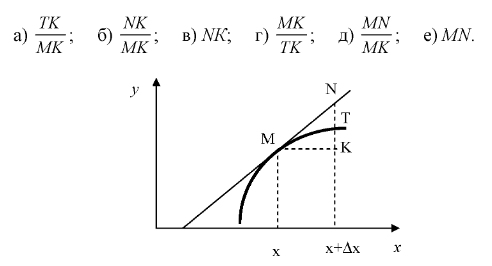 а) TK/MK; б) NK/MK; в) NK; г) MK/TK; д) MN/MK; е) MN.
y
N
T
M
K
x x+Δx x